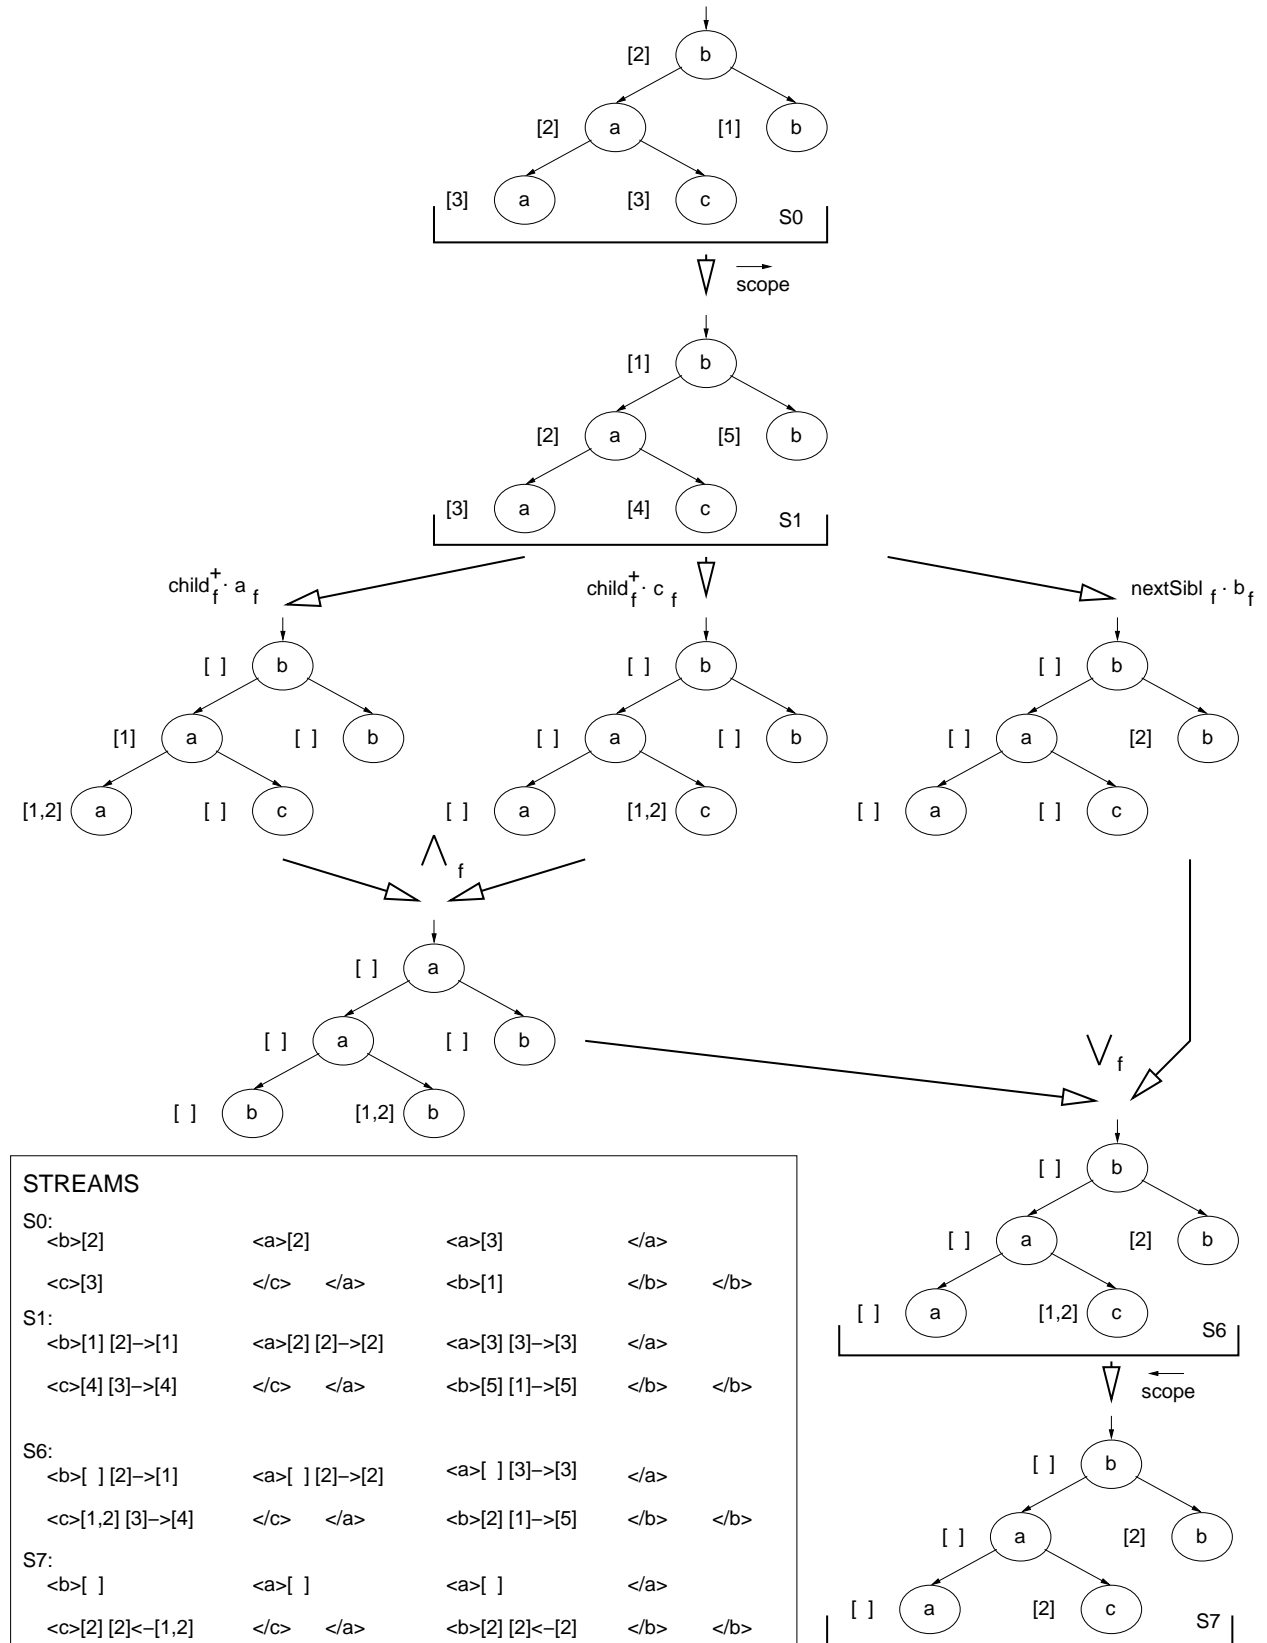 [2] b
[2] a [1] b
[3] a [3] c
S0
scope
[1] b
[2] a [5] b
[3] a [4] c
S1
child+f · a f
child+f · c f
nextSibl f · b f
[ ] b [ ] b [ ] b
[1] a [ ] b [ ] a [ ] b [ ] a [2] b
[1,2] a [ ] c [ ] a [1,2] c [ ] a [ ] c
⋀ f
[ ] a
[ ] a [ ] b
⋁ f
[ ] b [1,2] b
[ ] b
[ ] a [2] b
[ ] a [1,2] c
S6
scope
[ ] b
[ ] a [2] b
[ ] a [2] c
S7
STREAMS
S0:
<b>[2] <a>[2] <a>[3] </a>
<c>[3] </c> </a> <b>[1] </b> </b>
S1:
<b>[1] [2]–>[1] <a>[2] [2]–>[2] <a>[3] [3]–>[3] </a>
<c>[4] [3]–>[4] </c> </a> <b>[5] [1]–>[5] </b> </b>
S6:
<b>[ ] [2]–>[1] <a>[ ] [2]–>[2] <a>[ ] [3]–>[3] </a>
<c>[1,2] [3]–>[4] </c> </a> <b>[2] [1]–>[5] </b> </b>
S7:
<b>[ ] <a>[ ] <a>[ ] </a>
<c>[2] [2]<–[1,2] </c> </a> <b>[2] [2]<–[2] </b> </b>